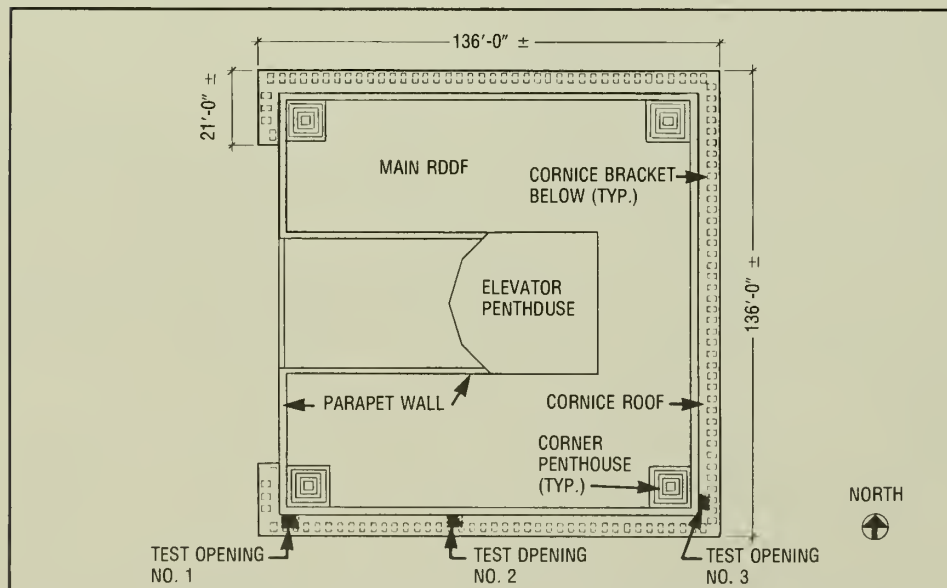 136'-0" ±
21'-0" ±
MAIN RDDF
CORNICE BRACKET
BELOW (TYP.)
136'-0" ±
ELEVATOR
PENTHDUSE
PARAPET WALL
CORNICE ROOF
CORNER
PENTHOUSE
(TYP.)
NORTH
TEST OPENING
NO. 1
TEST DPENING
NO. 2
TEST OPENING
NO. 3